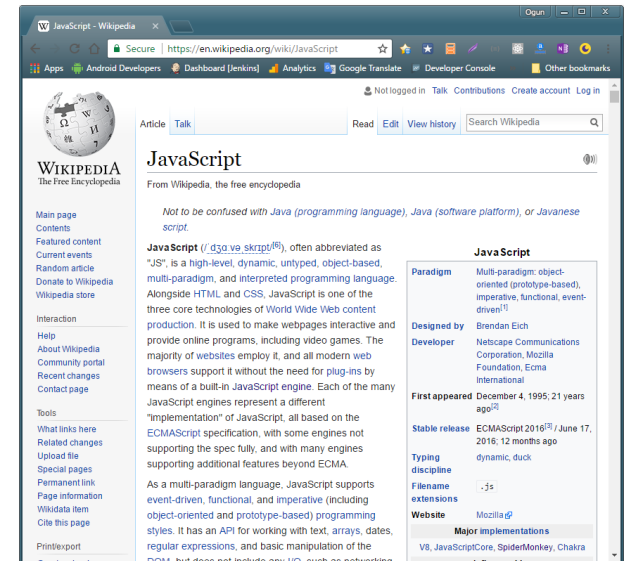 Ogun
JavaScript - Wikipedia
Secure | https://en.wikipedia.org/wiki/JavaScript
Apps Android Developers Dashboard [Jenkins] Analytics Google Translate Developer Console Other bookmarks
Not logged in Talk Contributions Create account Log in
Article Talk Read Edit View history Search Wikipedia
WIKIPEDIA
The Free Encyclopedia
Main page
Contents
Featured content
Current events
Random article
Donate to Wikipedia
Wikipedia store
Interaction
Help
About Wikipedia
Community portal
Recent changes
Contact page
Tools
What links here
Related changes
Upload file
Special pages
Permanent link
Page information
Wikidata item
Cite this page
Print/export
JavaScript
From Wikipedia, the free encyclopedia
Not to be confused with Java (programming language), Java (software platform), or Javanese
script.
JavaScript (/ˈdʒɑːvəˌskrɪpt/[6]), often abbreviated as
"JS", is a high-level, dynamic, untyped, object-based,
multi-paradigm, and interpreted programming language.
Alongside HTML and CSS, JavaScript is one of the
three core technologies of World Wide Web content
production. It is used to make webpages interactive and
provide online programs, including video games. The
majority of websites employ it, and all modern web
browsers support it without the need for plug-ins by
means of a built-in JavaScript engine. Each of the many
JavaScript engines represent a different
"implementation" of JavaScript, all based on the
ECMAScript specification, with some engines not
supporting the spec fully, and with many engines
supporting additional features beyond ECMA.
As a multi-paradigm language, JavaScript supports
event-driven, functional, and imperative (including
object-oriented and prototype-based) programming
styles. It has an API for working with text, arrays, dates,
regular expressions, and basic manipulation of the
DOM, but does not include any I/O, such as networking
JavaScript
Paradigm Multi-paradigm: object-
oriented (prototype-based),
imperative, functional, event-
driven[1]
Designed by Brendan Eich
Developer Netscape Communications
Corporation, Mozilla
Foundation, Ecma
International
First appeared December 4, 1995; 21 years
ago[2]
Stable release ECMAScript 2016[3] / June 17,
2016; 12 months ago
Typing dynamic, duck
discipline
Filename .js
extensions
Website Mozilla
Major implementations
V8, JavaScriptCore, SpiderMonkey, Chakra